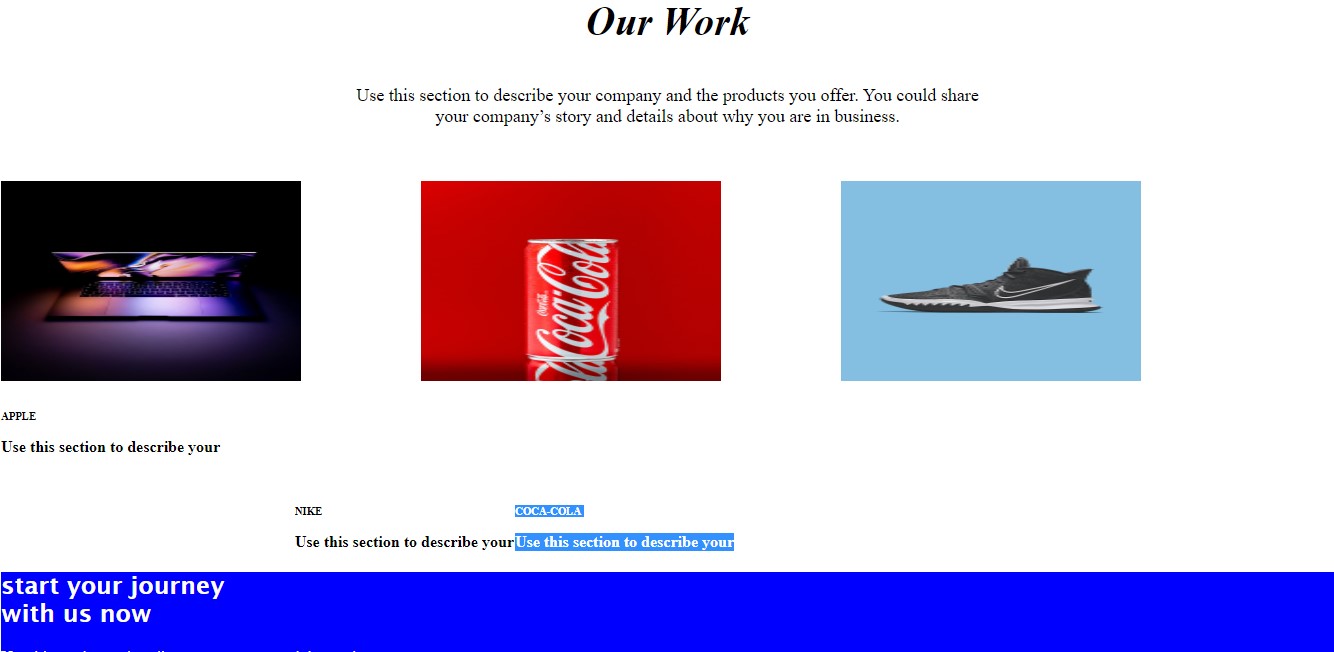 Our Work
Use this section to describe your company and the products you offer. You could share
your company’s story and details about why you are in business.
Coca-Cola
APPLE
Use this section to describe your
NIKE
Use this section to describe your
COCA-COLA
Use this section to describe your
start your journey
with us now